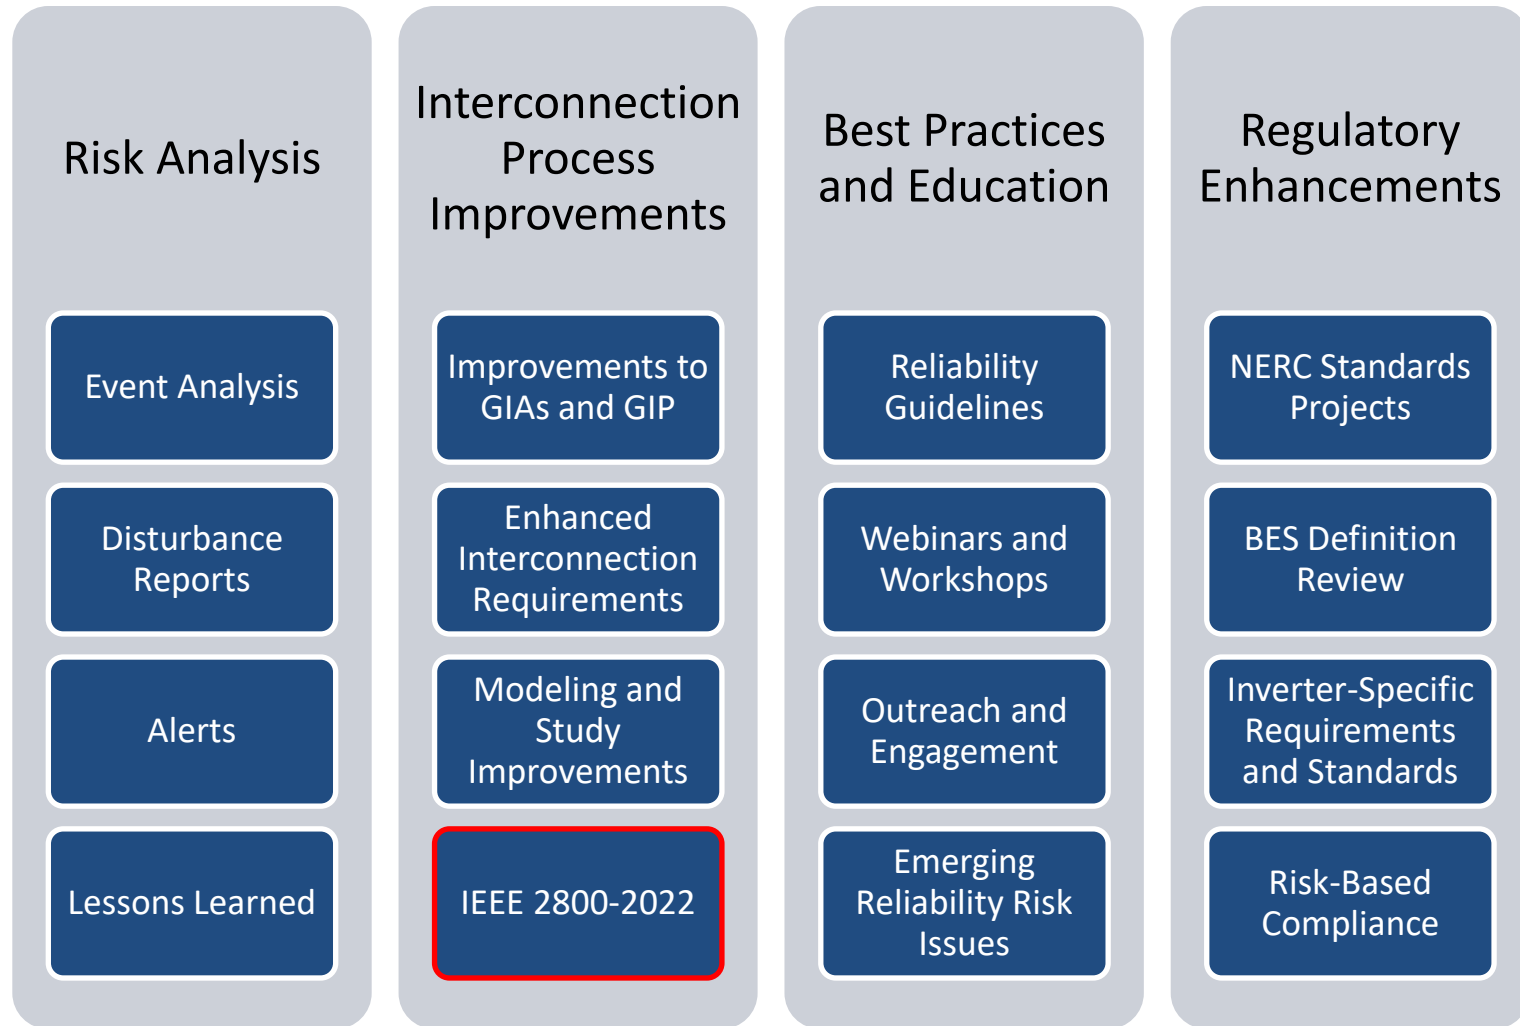 Risk Analysis
Event Analysis
Disturbance
Reports
Alerts
Lessons Learned
Interconnection
Process
Improvements
Improvements to
GIAs and GIP
Enhanced
Interconnection
Requirements
Modeling and
Study
Improvements
IEEE 2800-2022
Best Practices
and Education
Reliability
Guidelines
Webinars and
Workshops
Outreach and
Engagement
Emerging
Reliability Risk
Issues
Regulatory
Enhancements
NERC Standards
Projects
BES Definition
Review
Inverter-Specific
Requirements
and Standards
Risk-Based
Compliance